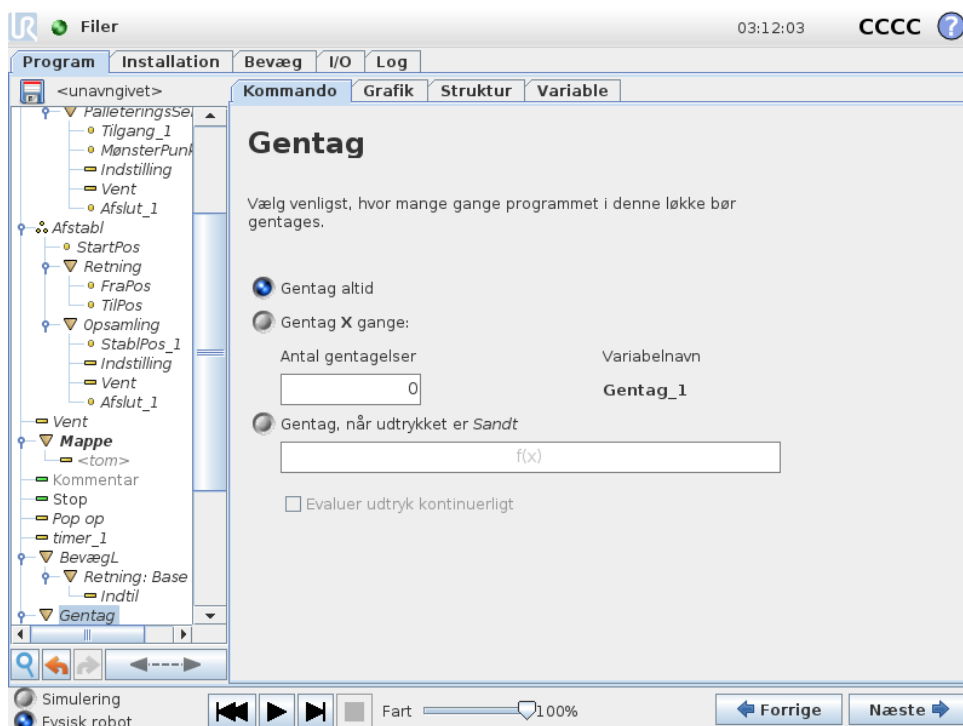 UR Filer 03:12:03 CCCC ?
Program Installation Bevæg I/O Log
<unavngivet>
Kommando Grafik Struktur Variable
PalleteringsSe
Tilgang_1
MønsterPunk
Indstilling
Vent
Afslut_1
Afstabl
StartPos
Retning
FraPos
TilPos
Opsamling
StablPos_1
Indstilling
Vent
Afslut_1
Vent
Mappe
<tom>
Kommentar
Stop
Pop op
timer_1
BevægL
Retning: Base
Indtil
Gentag
Gentag
Vælg venligst, hvor mange gange programmet i denne løkke bør
gentages.
Gentag altid
Gentag X gange:
Antal gentagelser Variabelnavn
0 Gentag_1
Gentag, når udtrykket er Sandt
f(x)
Evaluer udtryk kontinuerligt
Simulering
Fysisk robot
Fart 100%
Forrige Næste